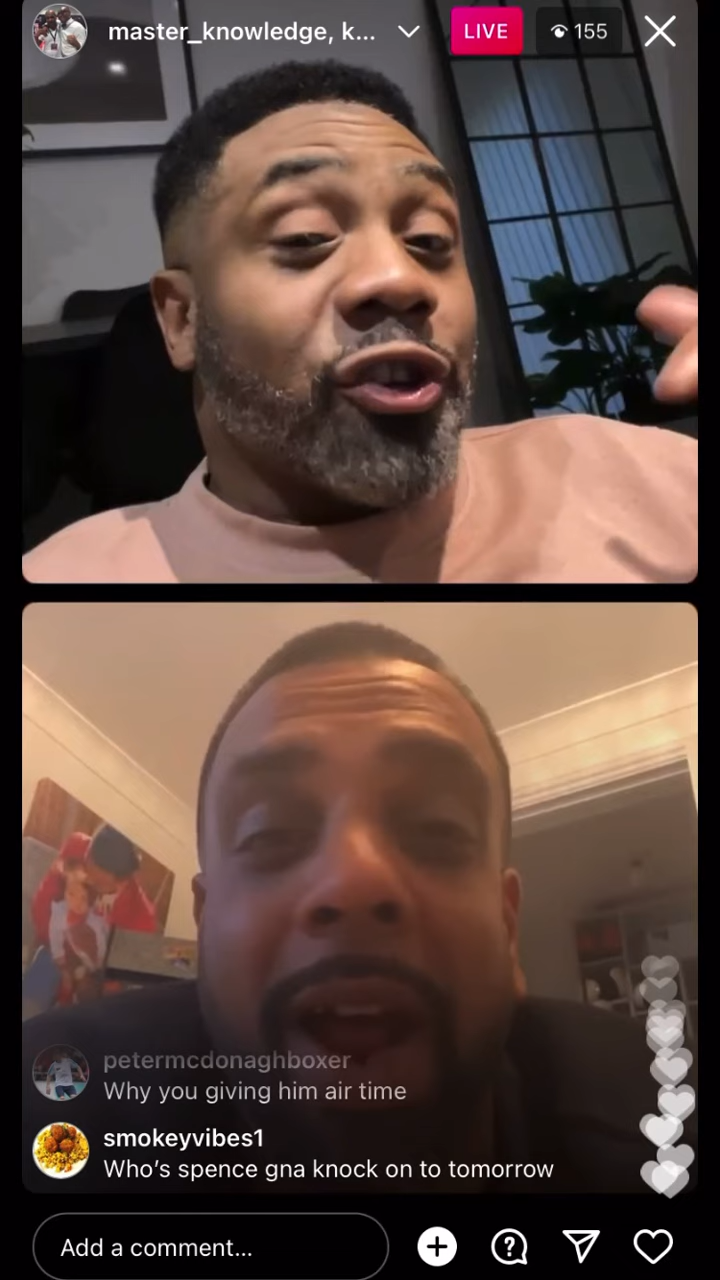 master_knowledge, k...
LIVE
155
petermcdonaghboxer
Why you giving him air time
smokeyvibes1
Who’s spence gna knock on to tomorrow
Add a comment...